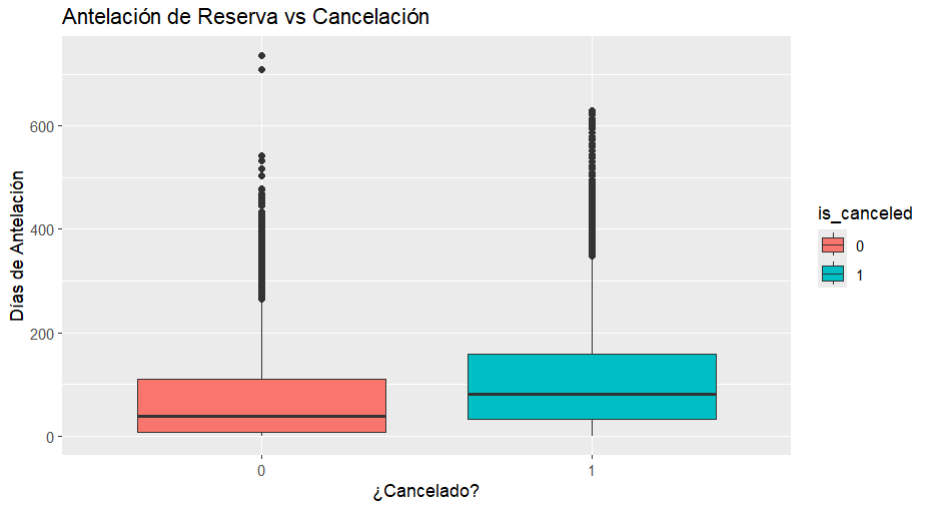 Antelación de Reserva vs Cancelación
Días de Antelación
600
400
200
0
0
1
¿Cancelado?
is_canceled
0
1